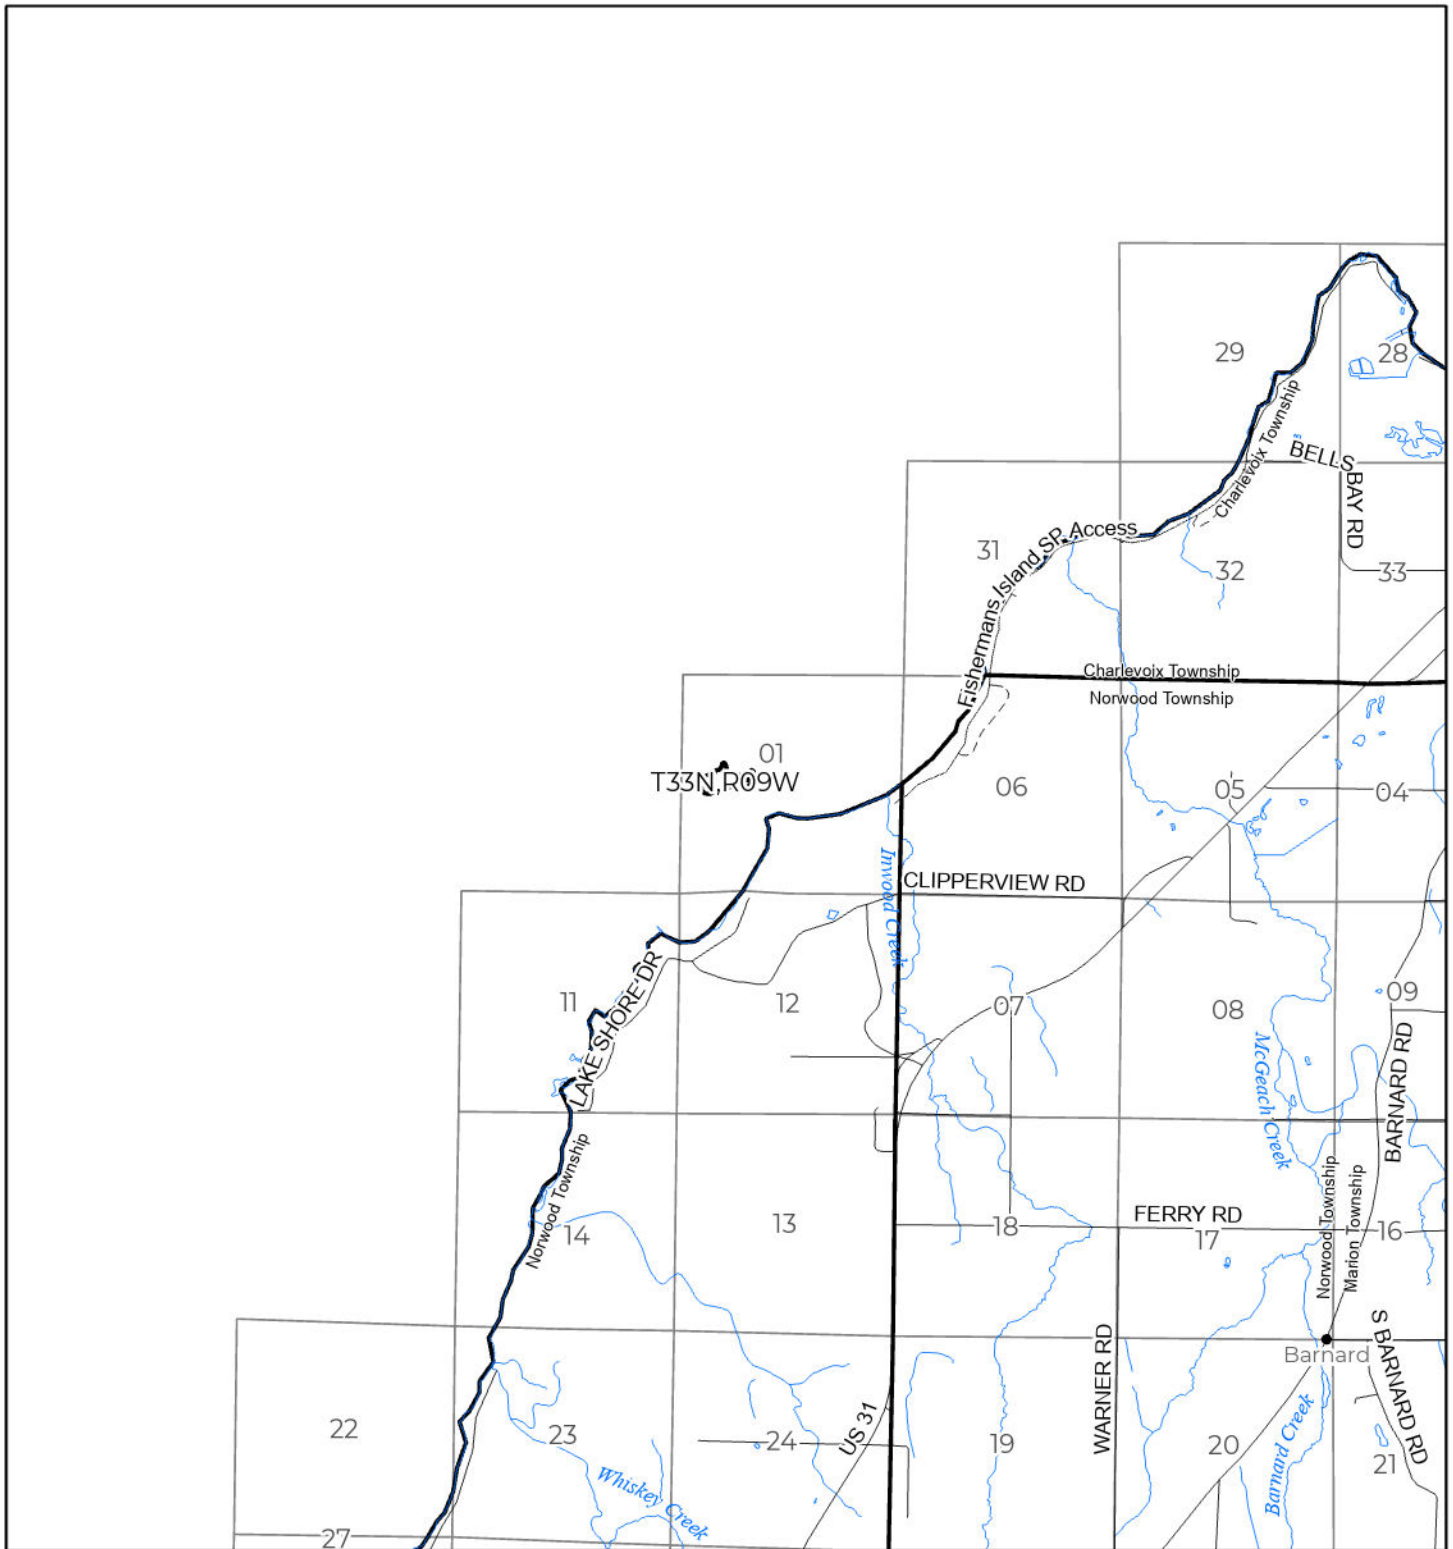 29
28
Charlevoix Township
BELLS
BAY RD
Fishermans Island SP Access
31
32
33
Charlevoix Township
Norwood Township
01
T33N,R09W
06
05
04
Inwood Creek
CLIPPERVIEW RD
LAKE SHORE DR
11
12
07
08
09
McGeach Creek
BARNARD RD
Norwood Township
14
13
18
FERRY RD
17
Norwood Township
Marion Township
16
Barnard
S BARNARD RD
22
23
Whiskey Creek
24
US 31
19
WARNER RD
20
Barnard Creek
21
27